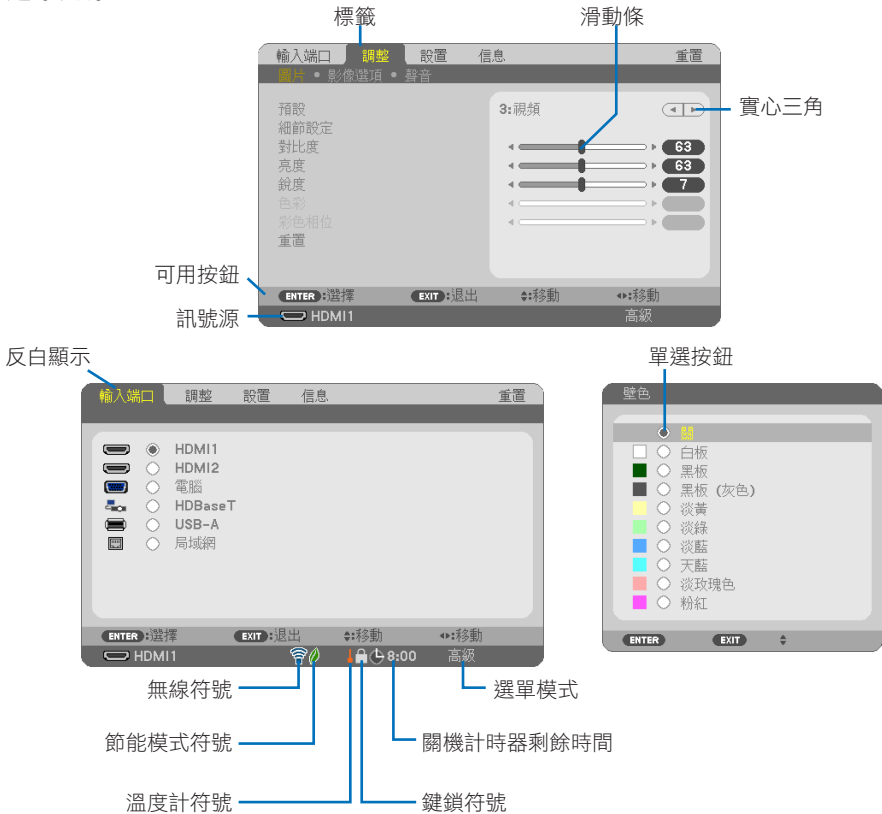 標籤
滑動條
輸入端口 調整 設置 信息 重置
圖片 • 影像選項 • 聲音
預設
3:視頻
實心三角
細節設定
對比度 63
亮度 63
銳度 7
色彩
彩色相位
重置
可用按鈕
ENTER:選擇 EXIT:退出 :移動 :移動
訊號源
HDMI1 高級
反白顯示
單選按鈕
輸入端口 調整 設置 信息 重置
HDMI1
HDMI2
電腦
HDBaseT
USB-A
局域網
ENTER:選擇 EXIT:退出 :移動 :移動
HDMI1 8:00 高級
壁色
關
白板
黑板
黑板 (灰色)
淡黃
淡綠
淡藍
天藍
淡玫瑰色
粉紅
ENTER EXIT
無線符號
選單模式
節能模式符號
關機計時器剩餘時間
溫度計符號
鍵鎖符號